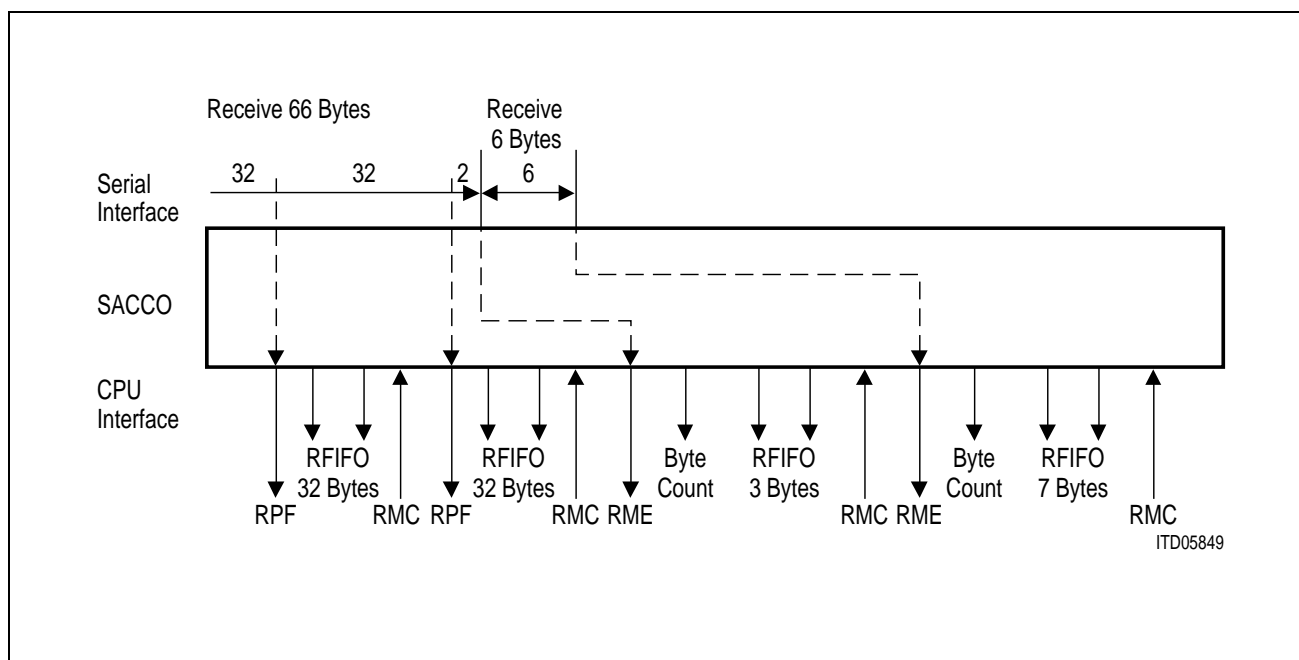 Receive 66 Bytes
Receive
6 Bytes
32
32
2
6
Serial
Interface
SACCO
CPU
Interface
RFIFO
32 Bytes
RFIFO
32 Bytes
Byte
Count
RFIFO
3 Bytes
Byte
Count
RFIFO
7 Bytes
RPF
RMC
RPF
RMC
RME
RMC
RME
RMC
ITD05849